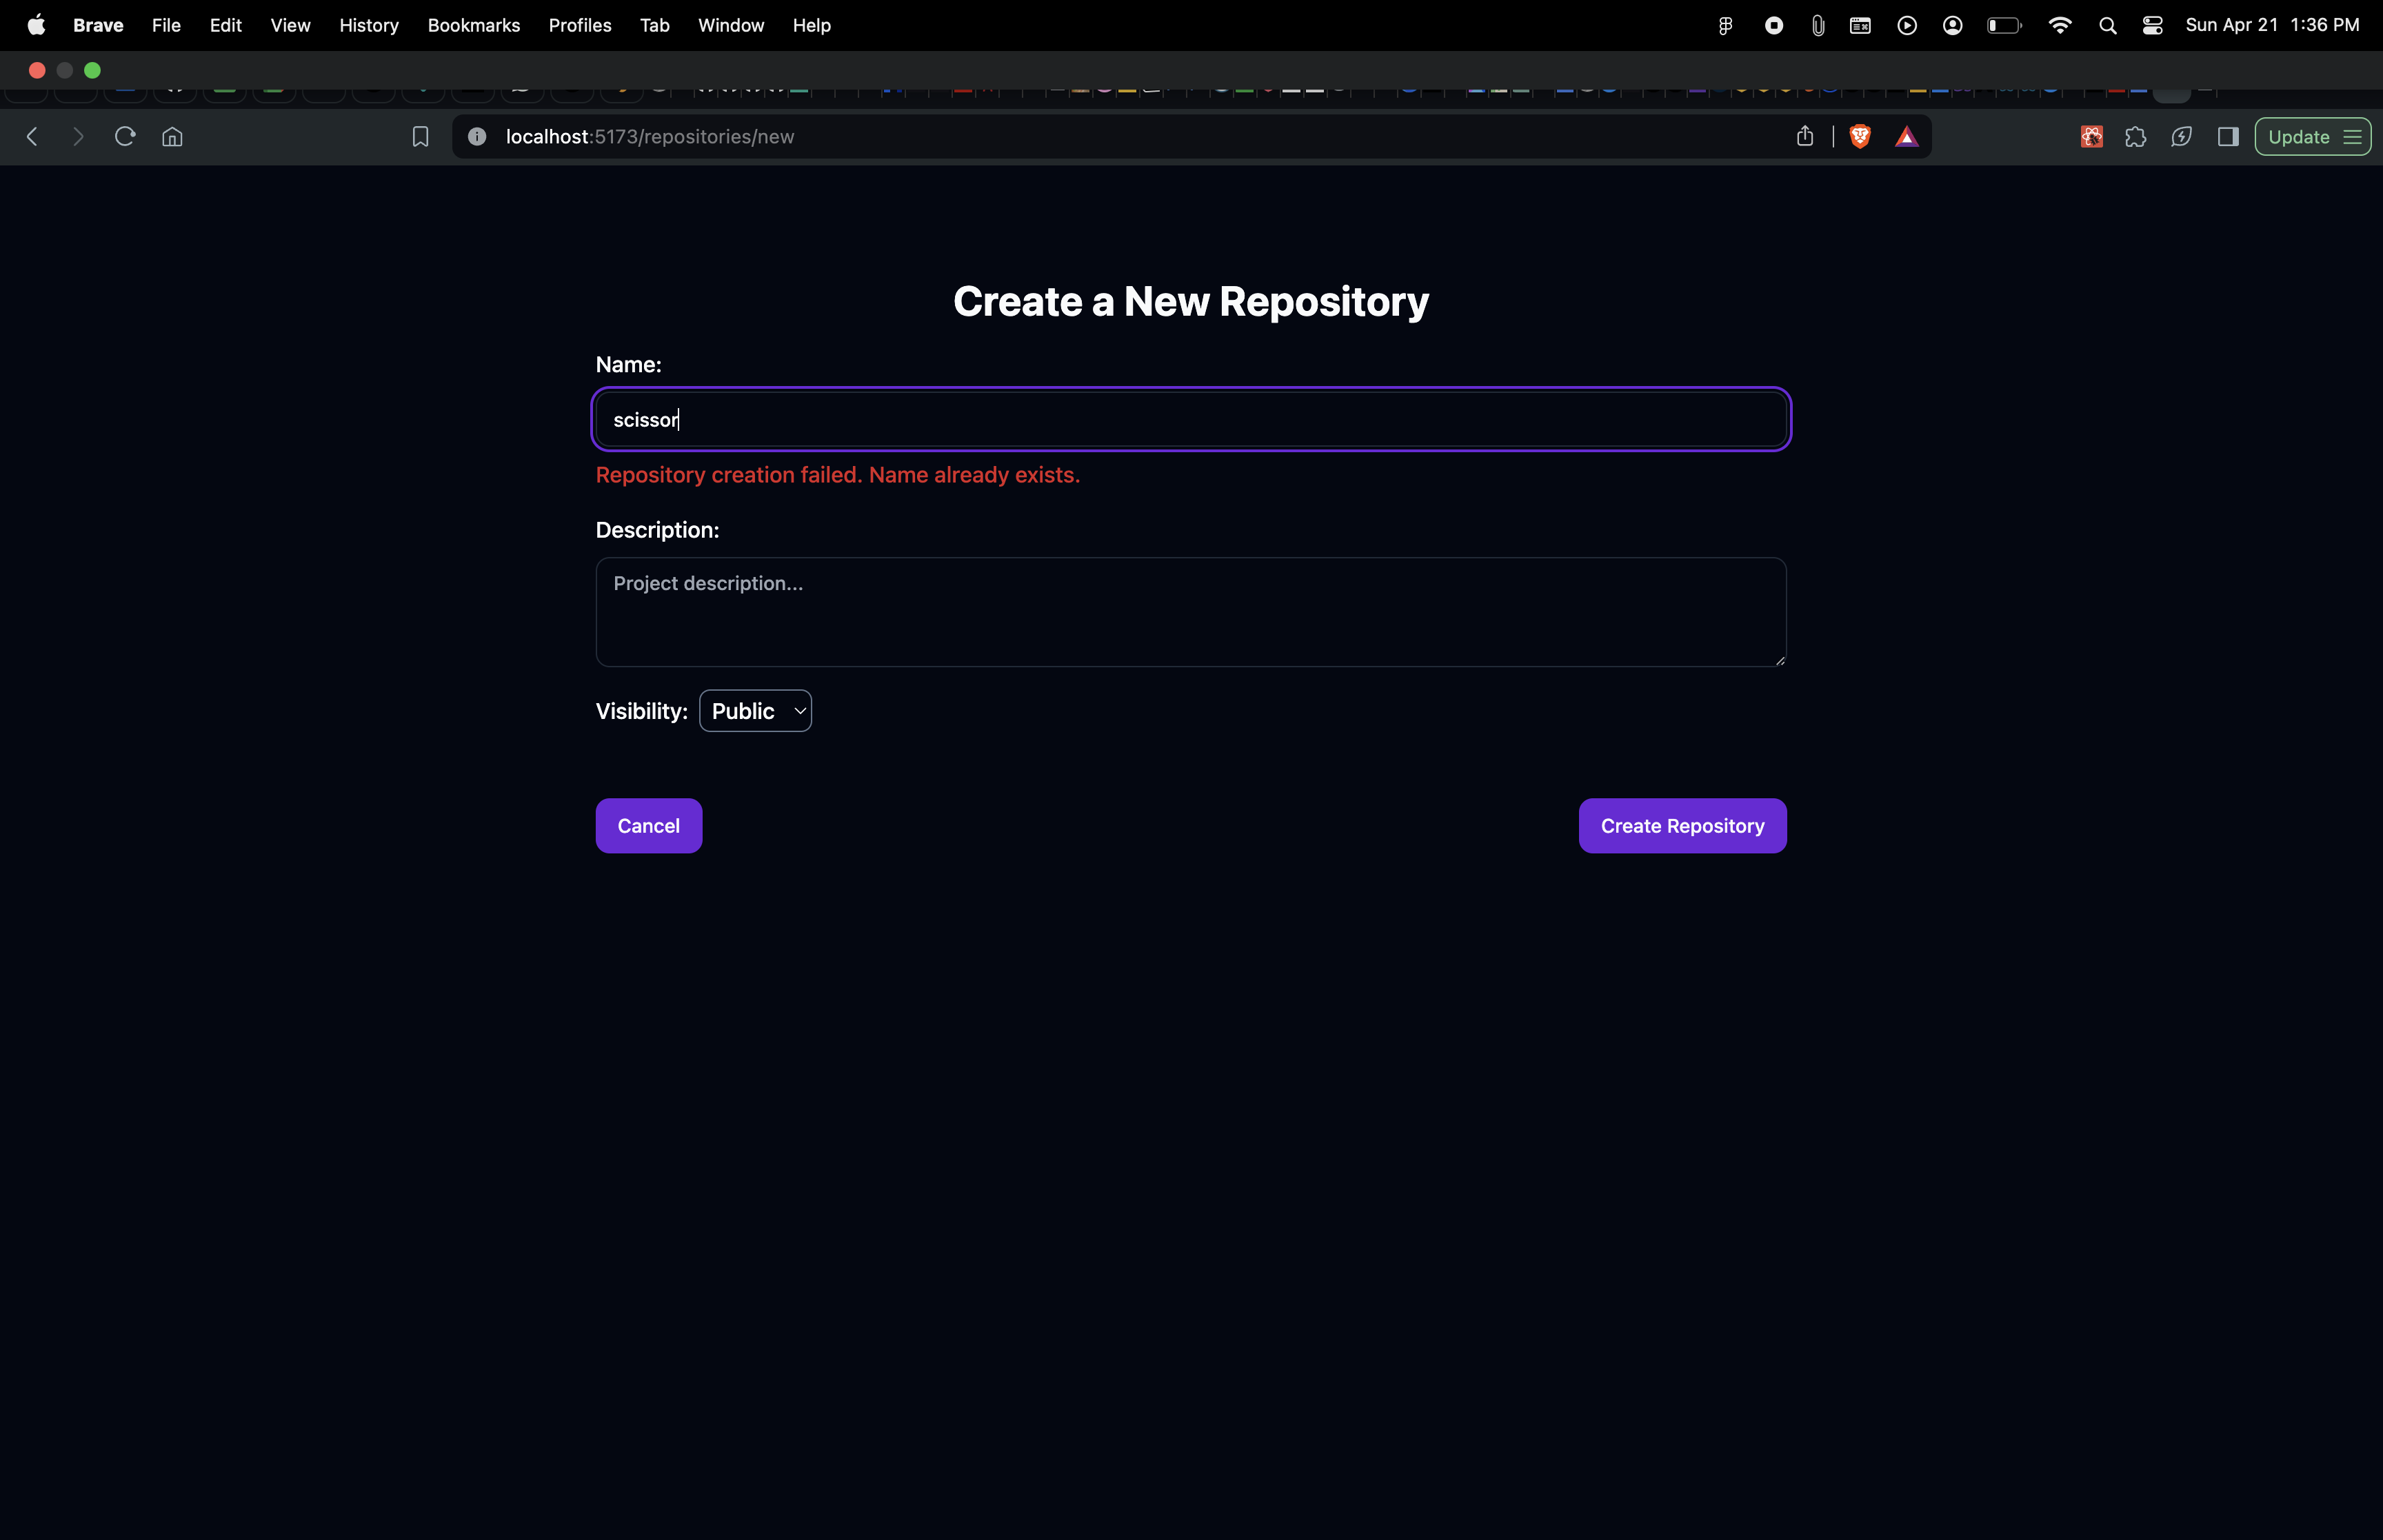 Brave File Edit View History Bookmarks Profiles Tab Window Help Sun Apr 21 1:36 PM
localhost:5173/repositories/new Update
Create a New Repository
Name:
scissor
Repository creation failed. Name already exists.
Description:
Project description...
Visibility: Public
Cancel Create Repository